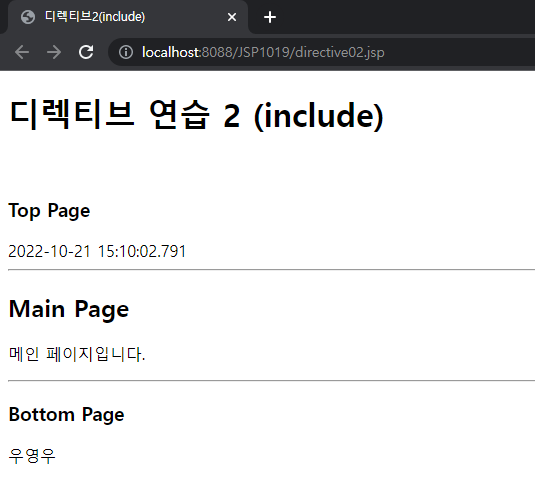 디렉티브2(include)
localhost:8088/JSP1019/directive02.jsp
디렉티브 연습 2 (include)
Top Page
2022-10-21 15:10:02.791
Main Page
메인 페이지입니다.
Bottom Page
우영우